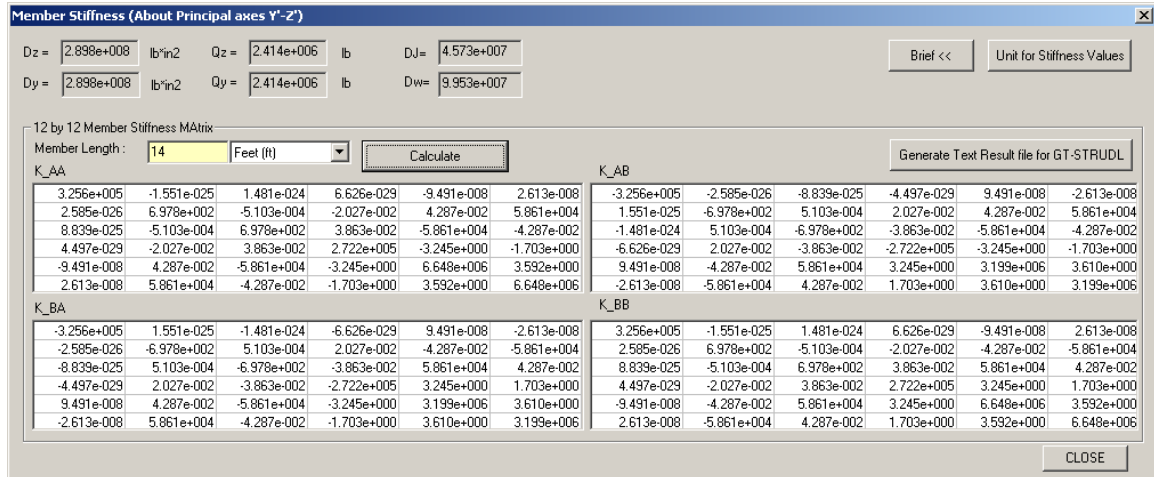 Member Stiffness (About Principal axes Y'-Z')
Dz = 2.898e+008 lb*in2 Qz = 2.414e+006 lb DJ= 4.573e+007 Brief << Unit for Stiffness Values
Dy = 2.898e+008 lb*in2 Qy = 2.414e+006 lb Dw= 9.953e+007
12 by 12 Member Stiffness MAtrix
Member Length : 14 Feet (ft) Calculate Generate Text Result file for GT-STRUDL
K_AA K_AB
3.256e+005 -1.551e-025 1.481e-024 6.626e-029 -9.491e-008 2.613e-008 -3.256e+005 -2.585e-026 -8.839e-025 -4.497e-029 9.491e-008 -2.613e-008
2.585e-026 6.978e+002 -5.103e-004 -2.027e-002 4.287e-002 5.861e+004 1.551e-025 -6.978e+002 5.103e-004 2.027e-002 4.287e-002 5.861e+004
8.839e-025 -5.103e-004 6.978e+002 3.863e-002 -5.861e+004 -4.287e-002 -1.481e-024 5.103e-004 -6.978e+002 -3.863e-002 -5.861e+004 -4.287e-002
4.497e-029 -2.027e-002 3.863e-002 2.722e+005 -3.245e+000 -1.703e+000 -6.626e-029 2.027e-002 -3.863e-002 -2.722e+005 -3.245e+000 -1.703e+000
-9.491e-008 4.287e-002 -5.861e+004 -3.245e+000 6.648e+006 3.592e+000 9.491e-008 -4.287e-002 5.861e+004 3.245e+000 3.199e+006 3.610e+000
2.613e-008 5.861e+004 -4.287e-002 -1.703e+000 3.592e+000 6.648e+006 -2.613e-008 -5.861e+004 4.287e-002 1.703e+000 3.610e+000 3.199e+006
K_BA K_BB
-3.256e+005 1.551e-025 -1.481e-024 -6.626e-029 9.491e-008 -2.613e-008 3.256e+005 -1.551e-025 1.481e-024 6.626e-029 -9.491e-008 2.613e-008
-2.585e-026 -6.978e+002 5.103e-004 2.027e-002 -4.287e-002 -5.861e+004 2.585e-026 6.978e+002 -5.103e-004 -2.027e-002 -4.287e-002 -5.861e+004
-8.839e-025 5.103e-004 -6.978e+002 -3.863e-002 5.861e+004 4.287e-002 8.839e-025 -5.103e-004 6.978e+002 3.863e-002 5.861e+004 4.287e-002
-4.497e-029 2.027e-002 -3.863e-002 -2.722e+005 3.245e+000 1.703e+000 4.497e-029 -2.027e-002 3.863e-002 2.722e+005 3.245e+000 1.703e+000
9.491e-008 4.287e-002 -5.861e+004 -3.245e+000 3.199e+006 3.610e+000 -9.491e-008 -4.287e-002 5.861e+004 3.245e+000 6.648e+006 3.592e+000
-2.613e-008 5.861e+004 -4.287e-002 -1.703e+000 3.610e+000 3.199e+006 2.613e-008 -5.861e+004 4.287e-002 1.703e+000 3.592e+000 6.648e+006
CLOSE